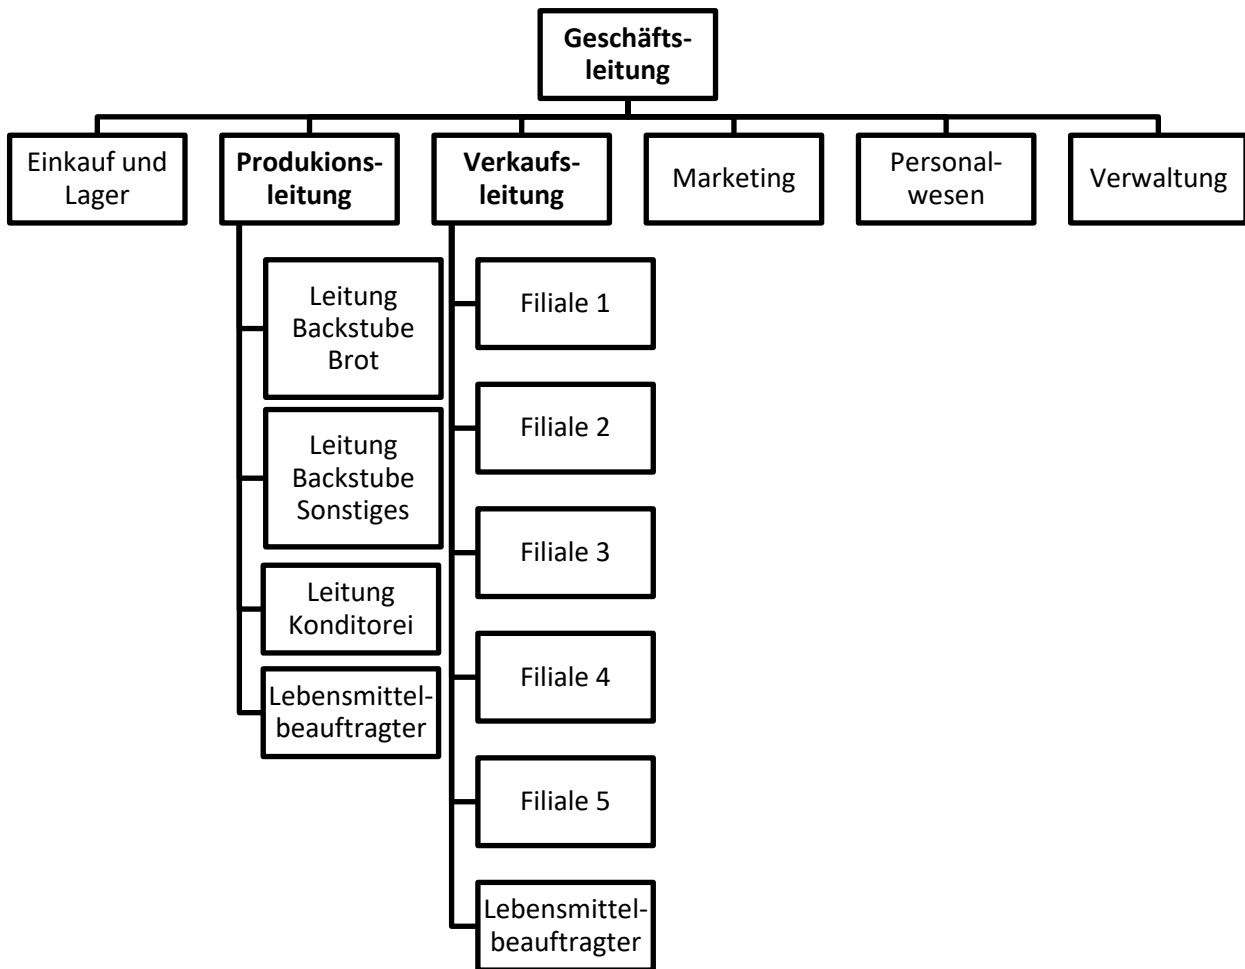 Geschäfts-
leitung
Einkauf und
Lager
Produkions-
leitung
Verkaufs-
leitung
Marketing
Personal-
wesen
Verwaltung
Leitung
Backstube
Brot
Leitung
Backstube
Sonstiges
Leitung
Konditorei
Lebensmittel-
beauftragter
Filiale 1
Filiale 2
Filiale 3
Filiale 4
Filiale 5
Lebensmittel-
beauftragter